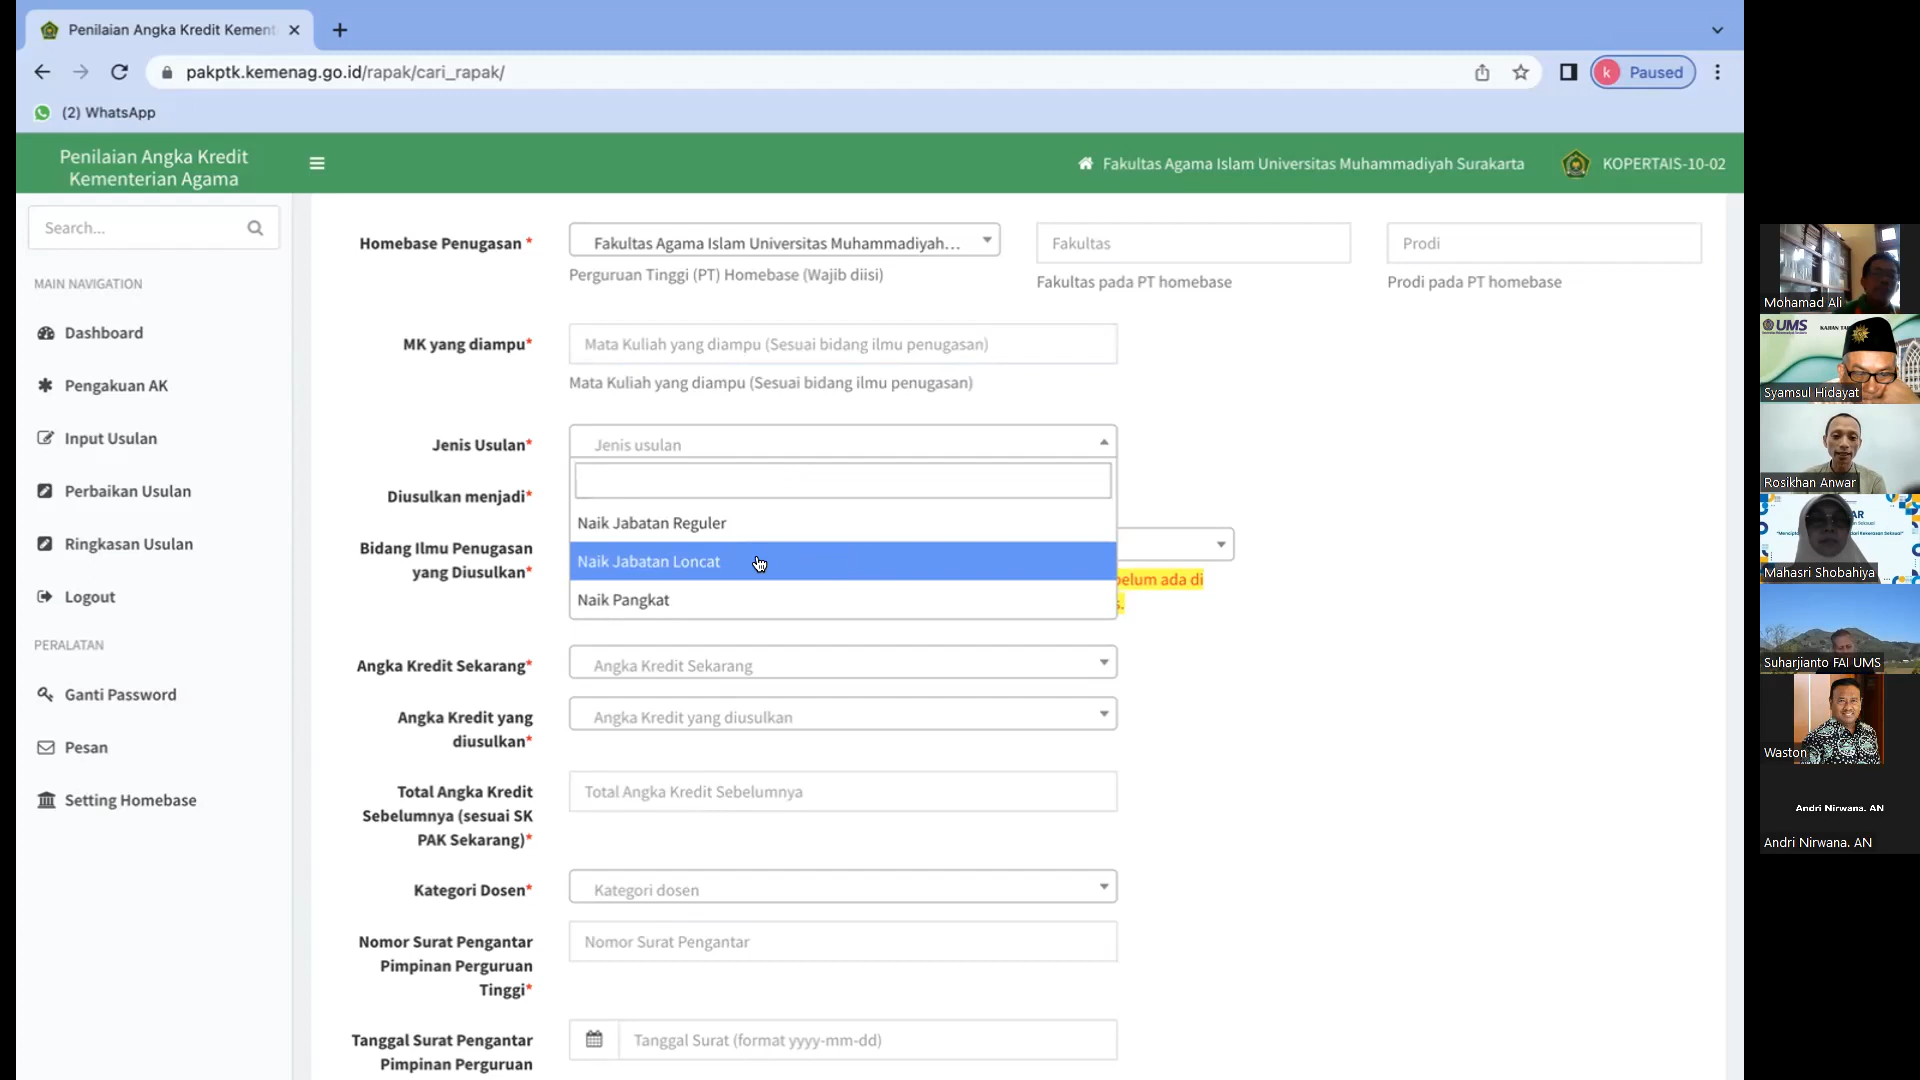 Penilaian Angka Kredit Kement
pakptk.kemenag.go.id/rapak/cari_rapak/
k
Paused
(2) WhatsApp
Penilaian Angka Kredit
Kementerian Agama
Fakultas Agama Islam Universitas Muhammadiyah Surakarta
KOPERTAIS-10-02
Search...
MAIN NAVIGATION
Dashboard
Pengakuan AK
Input Usulan
Perbaikan Usulan
Ringkasan Usulan
Logout
PERALATAN
Ganti Password
Pesan
Setting Homebase
Homebase Penugasan *
Fakultas Agama Islam Universitas Muhammadiyah...
Fakultas
Prodi
Perguruan Tinggi (PT) Homebase (Wajib diisi)
Fakultas pada PT homebase
Prodi pada PT homebase
MK yang diampu*
Mata Kuliah yang diampu (Sesuai bidang ilmu penugasan)
Mata Kuliah yang diampu (Sesuai bidang ilmu penugasan)
Jenis Usulan*
Jenis usulan
Diusulkan menjadi*
Naik Jabatan Reguler
Naik Jabatan Loncat
Naik Pangkat
Bidang Ilmu Penugasan
yang Diusulkan*
belum ada di
s.
Angka Kredit Sekarang*
Angka Kredit Sekarang
Angka Kredit yang
diusulkan*
Angka Kredit yang diusulkan
Total Angka Kredit
Sebelumnya (sesuai SK
PAK Sekarang)*
Total Angka Kredit Sebelumnya
Kategori Dosen*
Kategori dosen
Nomor Surat Pengantar
Pimpinan Perguruan
Tinggi*
Nomor Surat Pengantar
Tanggal Surat Pengantar
Pimpinan Perguruan
Tanggal Surat (format yyyy-mm-dd)
Mohamad Ali
UMS
Syamsul Hidayat
Rosikhan Anwar
Mahasri Shobahiya
Suharjianto FAI UMS
Waston
Andri Nirwana. AN
Andri Nirwana. AN